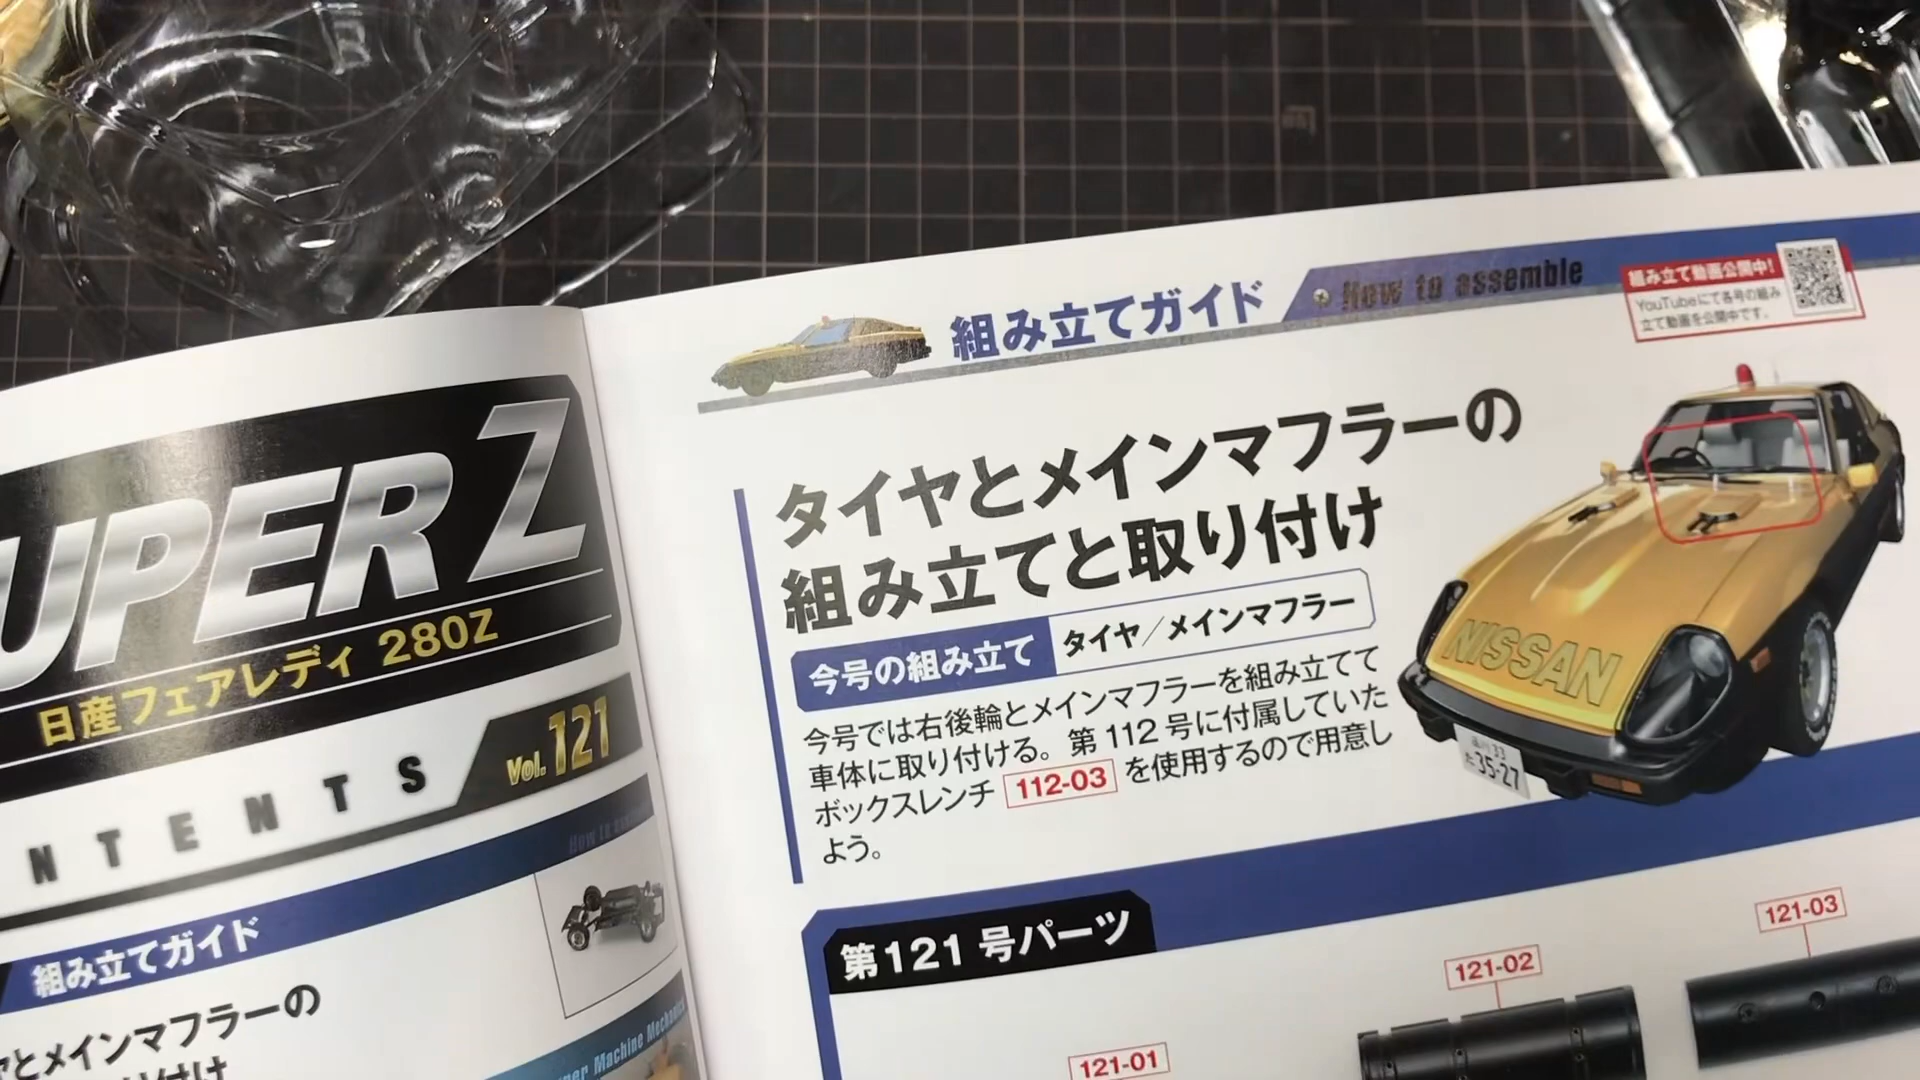 UPER Z
日産フェアレディ 280Z
Vol. 121
NTENTS
組み立てガイド
とメインマフラーの
組み立てガイド
How to assemble
組み立て動画公開中!
YouTubeにて各号の組み
立て動画を公開中です。
タイヤとメインマフラーの
組み立てと取り付け
今号の組み立て
タイヤ/メインマフラー
今号では右後輪とメインマフラーを組み立てて
車体に取り付ける。第112号に付属していた
ボックスレンチ 112-03 を使用するので用意し
よう。
NISSAN
35-27
第121号パーツ
121-01
121-02
121-03